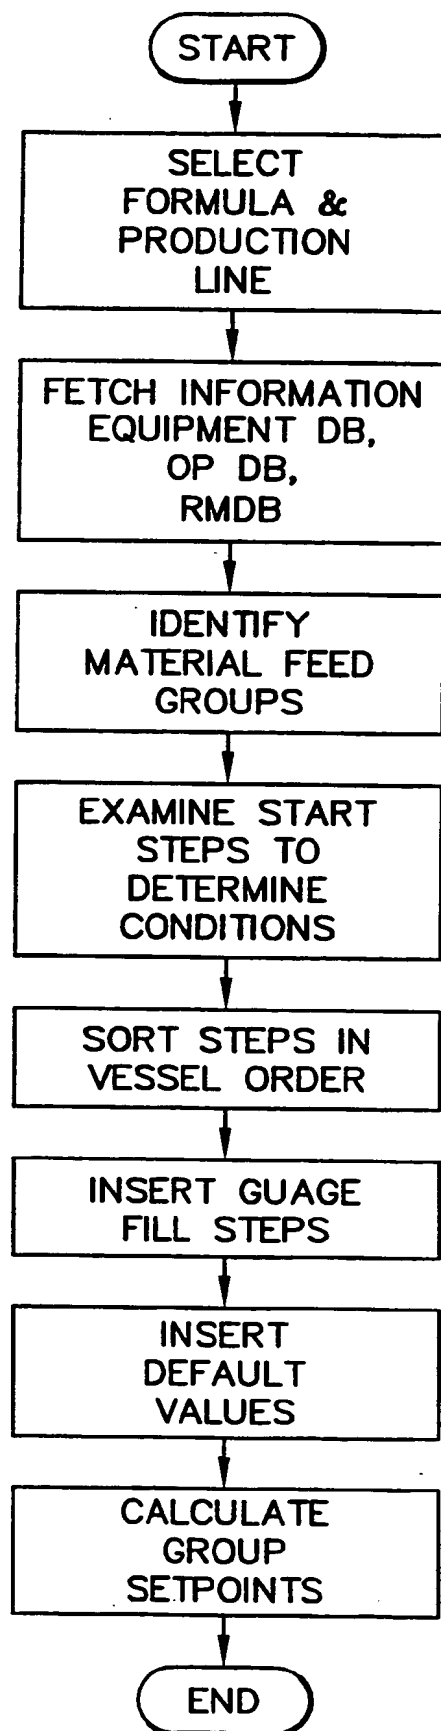 START
SELECT
FORMULA &
PRODUCTION
LINE
FETCH INFORMATION
EQUIPMENT DB,
OP DB,
RMDB
IDENTIFY
MATERIAL FEED
GROUPS
EXAMINE START
STEPS TO
DETERMINE
CONDITIONS
SORT STEPS IN
VESSEL ORDER
INSERT GUAGE
FILL STEPS
INSERT
DEFAULT
VALUES
CALCULATE
GROUP
SETPOINTS
END